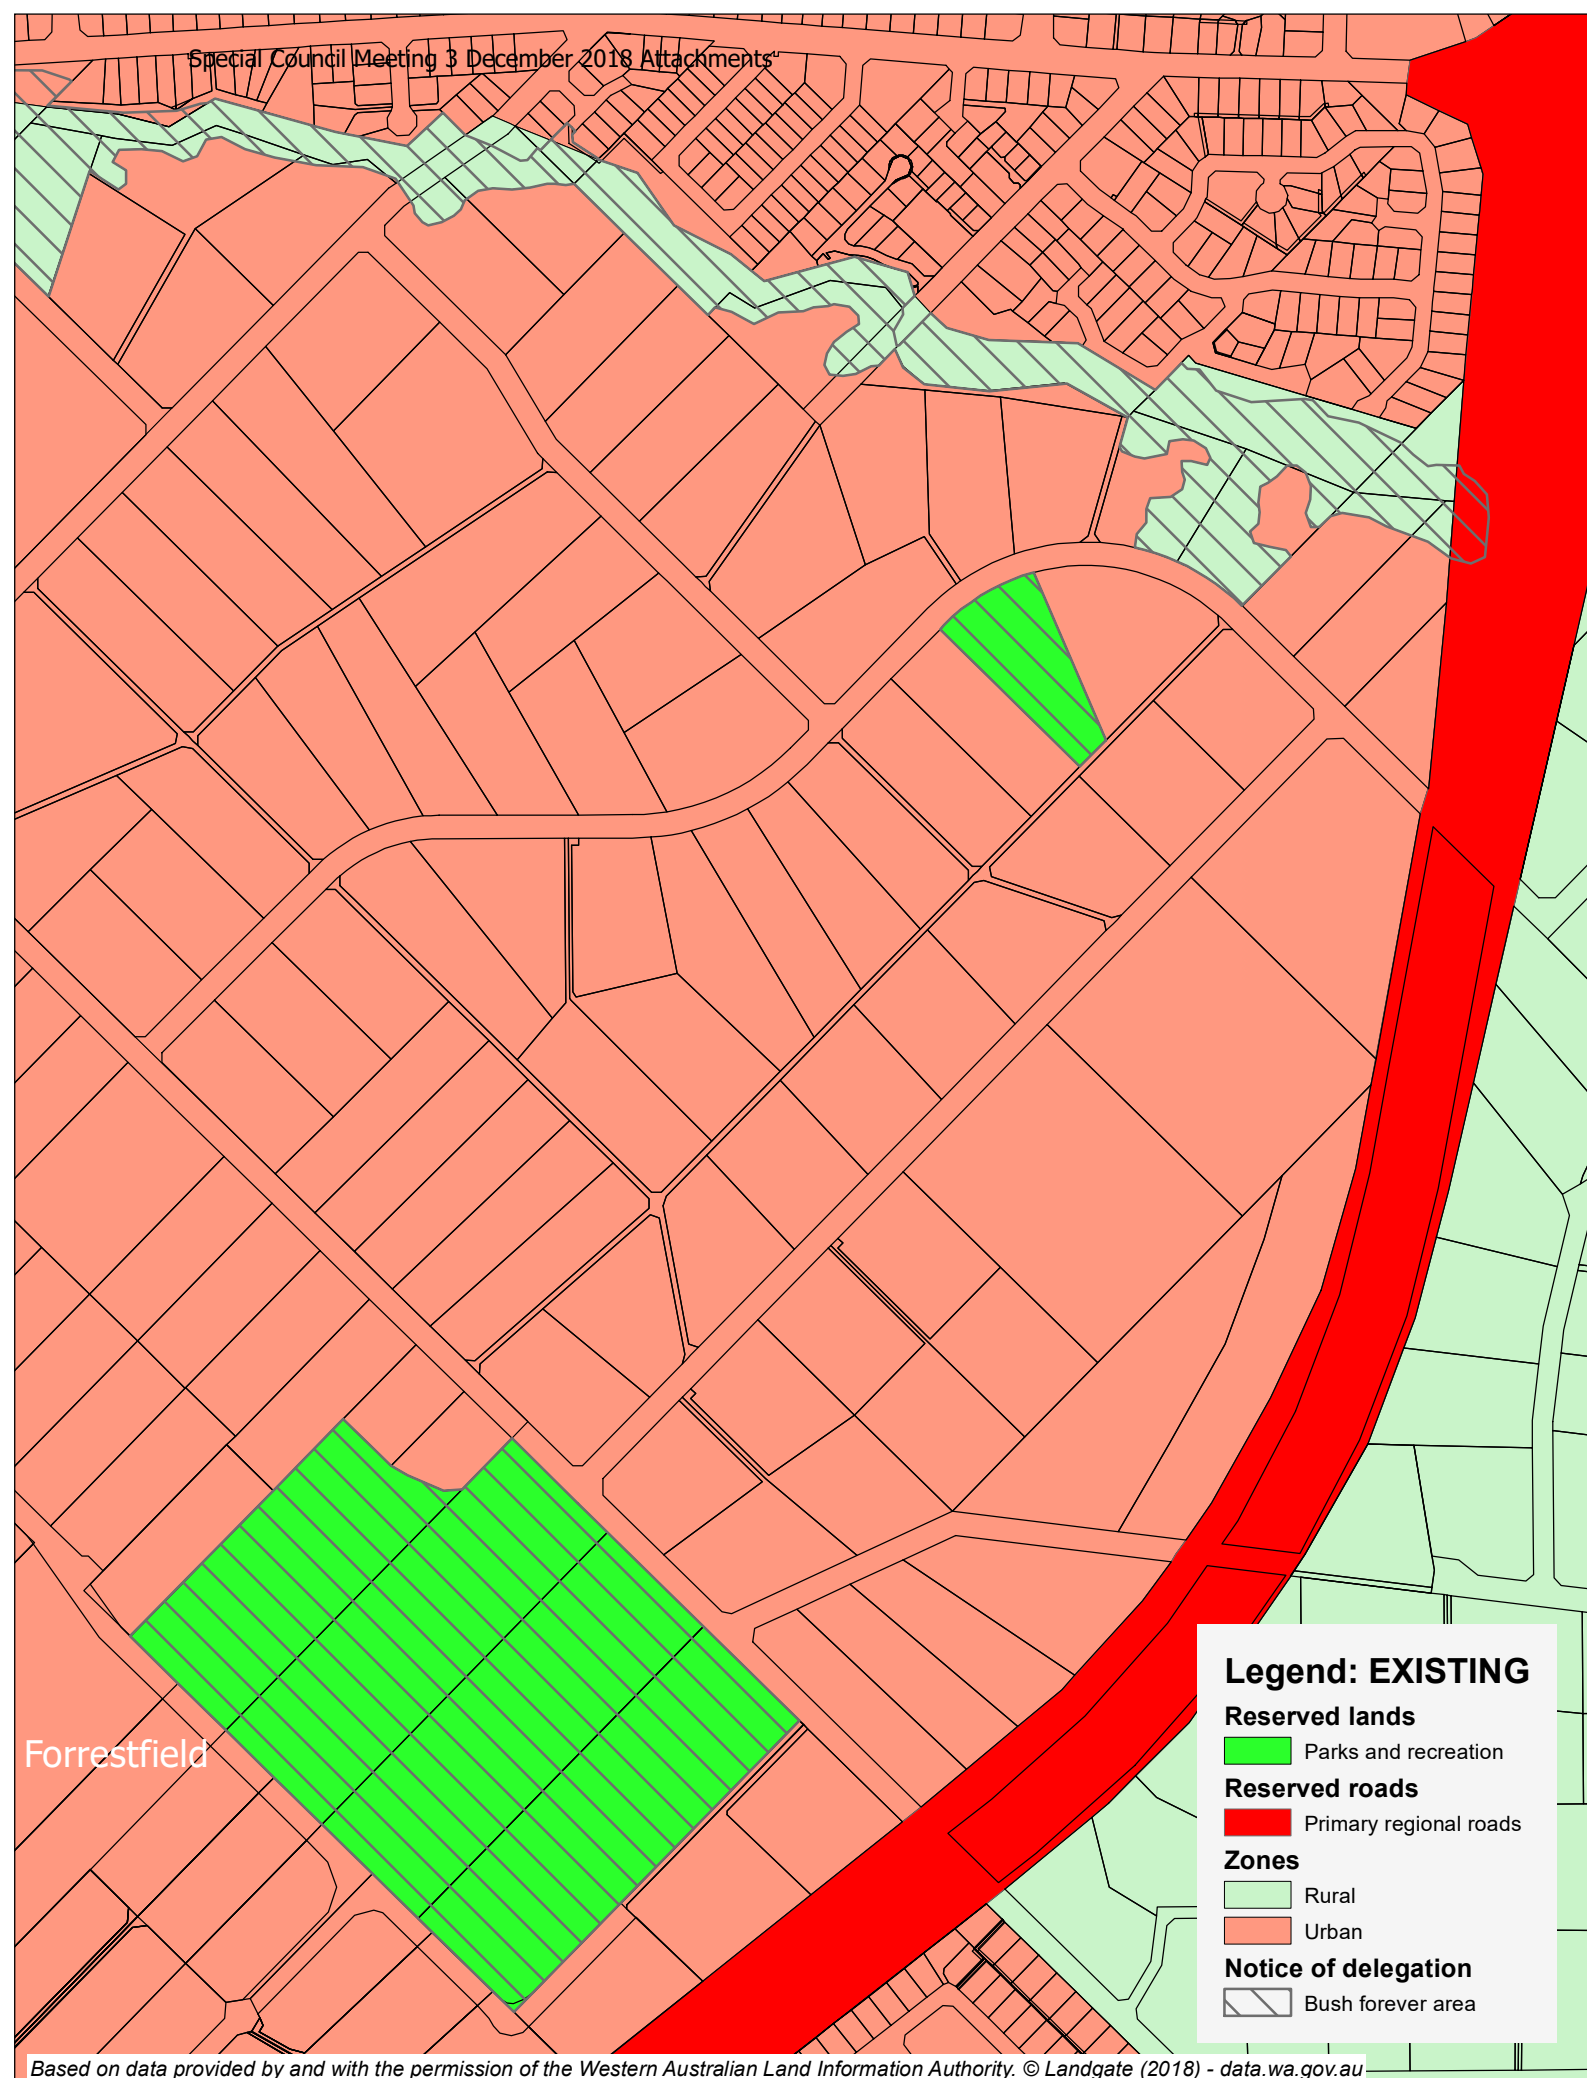 Special Council Meeting 3 December 2018 Attachments
Forrestfield
Legend: EXISTING
Reserved lands
Parks and recreation
Reserved roads
Primary regional roads
Zones
Rural
Urban
Notice of delegation
Bush forever area
Based on data provided by and with the permission of the Western Australian Land Information Authority. © Landgate (2018) - data.wa.gov.au